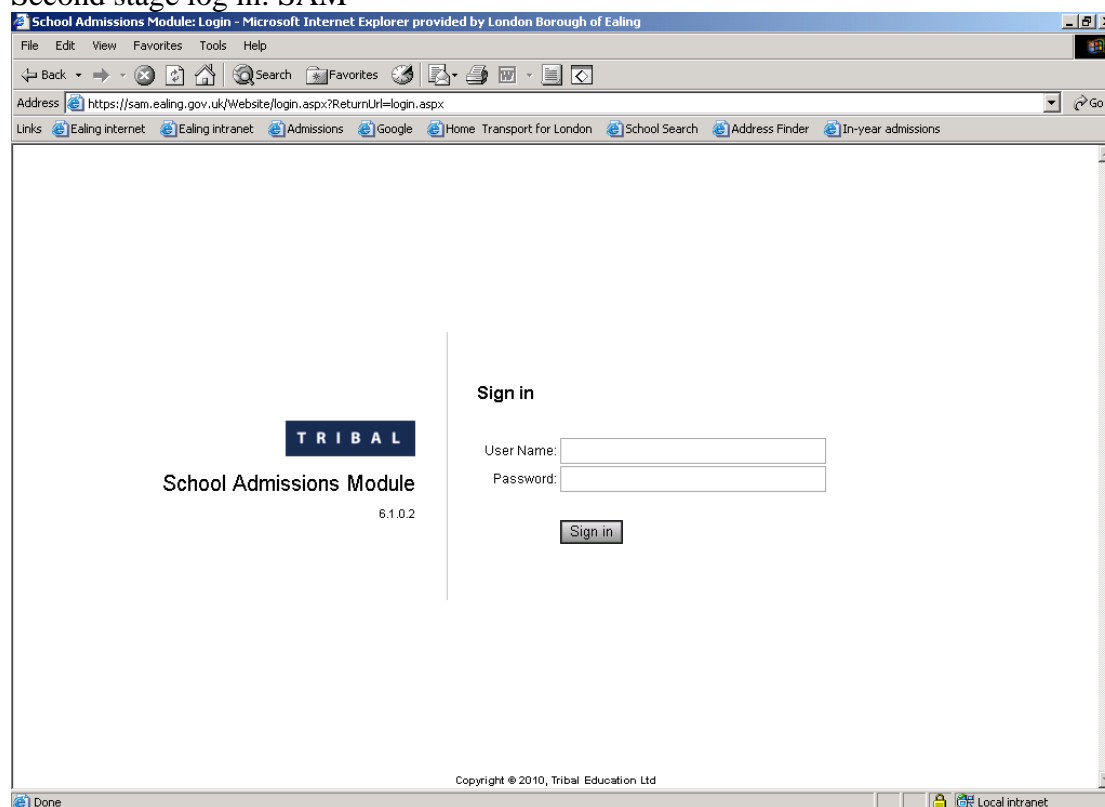 Second stage log in: SAM
School Admissions Module: Login - Microsoft Internet Explorer provided by London Borough of Ealing
File Edit View Favorites Tools Help
Back Search Favorites
Address https://sam.ealing.gov.uk/Website/login.aspx?ReturnUrl=login.aspx Go
Links Ealing internet Ealing intranet Admissions Google Home Transport for London School Search Address Finder In-year admissions
Sign in
TRIBAL
User Name:
School Admissions Module
Password:
6.1.0.2
Sign in
Copyright © 2010, Tribal Education Ltd
Done Local intranet